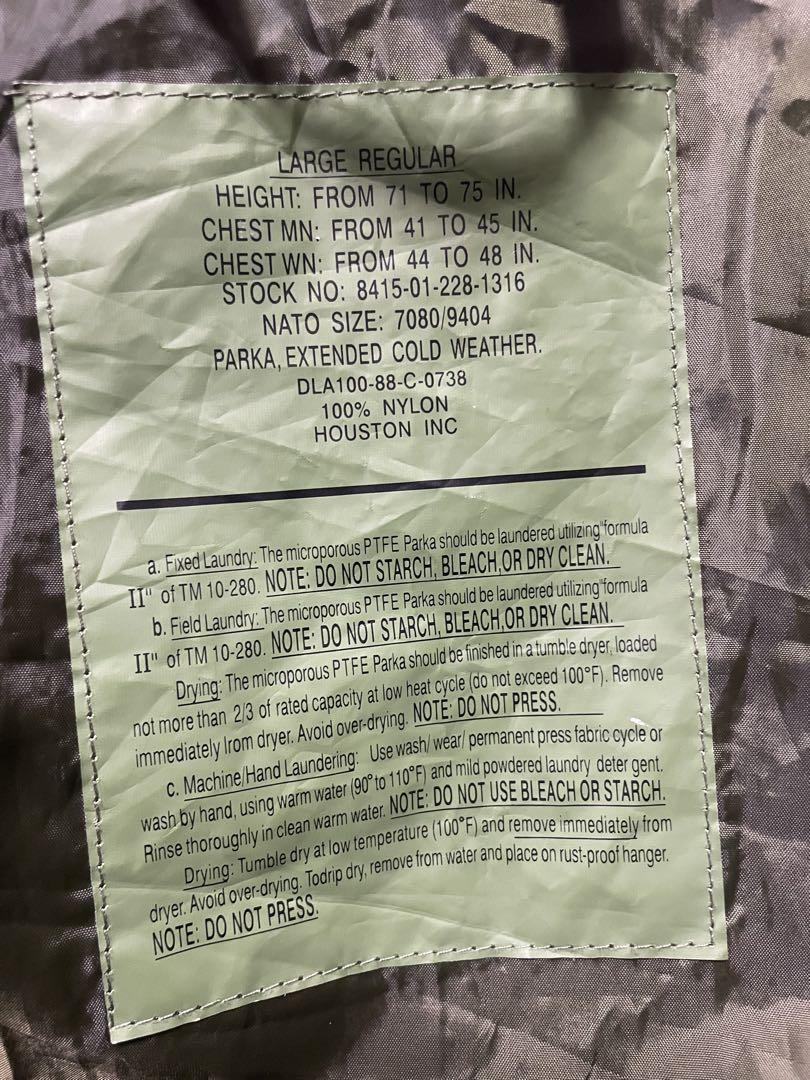 LARGE REGULAR
HEIGHT: FROM 71 TO 75 IN.
CHEST MN: FROM 41 TO 45 IN.
CHEST WN: FROM 44 TO 48 IN.
STOCK NO: 8415-01-228-1316
NATO SIZE: 7080/9404
PARKA, EXTENDED COLD WEATHER.
DLA100-88-C-0738
100% NYLON
HOUSTON INC
a. Fixed Laundry: The microporous PTFE Parka should be laundered utilizing"formula
II" of TM 10-280. NOTE: DO NOT STARCH, BLEACH,OR DRY CLEAN.
b. Field Laundry: The microporous PTFE Parka should be laundered utilizing"formula
II" of TM 10-280. NOTE: DO NOT STARCH, BLEACH,OR DRY CLEAN.
Drying: The microporous PTFE Parka should be finished in a tumble dryer, loaded
not more than 2/3 of rated capacity at low heat cycle (do not exceed 100°F). Remove
immediately lrom dryer. Avoid over-drying. NOTE: DO NOT PRESS.
c. Machine/Hand Laundering: Use wash/ wear/ permanent press fabric cycle or
wash by hand, using warm water (90° to 110°F) and mild powdered laundry deter gent.
Rinse thoroughly in clean warm water. NOTE: DO NOT USE BLEACH OR STARCH.
Drying: Tumble dry at low temperature (100°F) and remove immediately from
dryer. Avoid over-drying. Todrip dry, remove from water and place on rust-proof hanger.
NOTE: DO NOT PRESS.